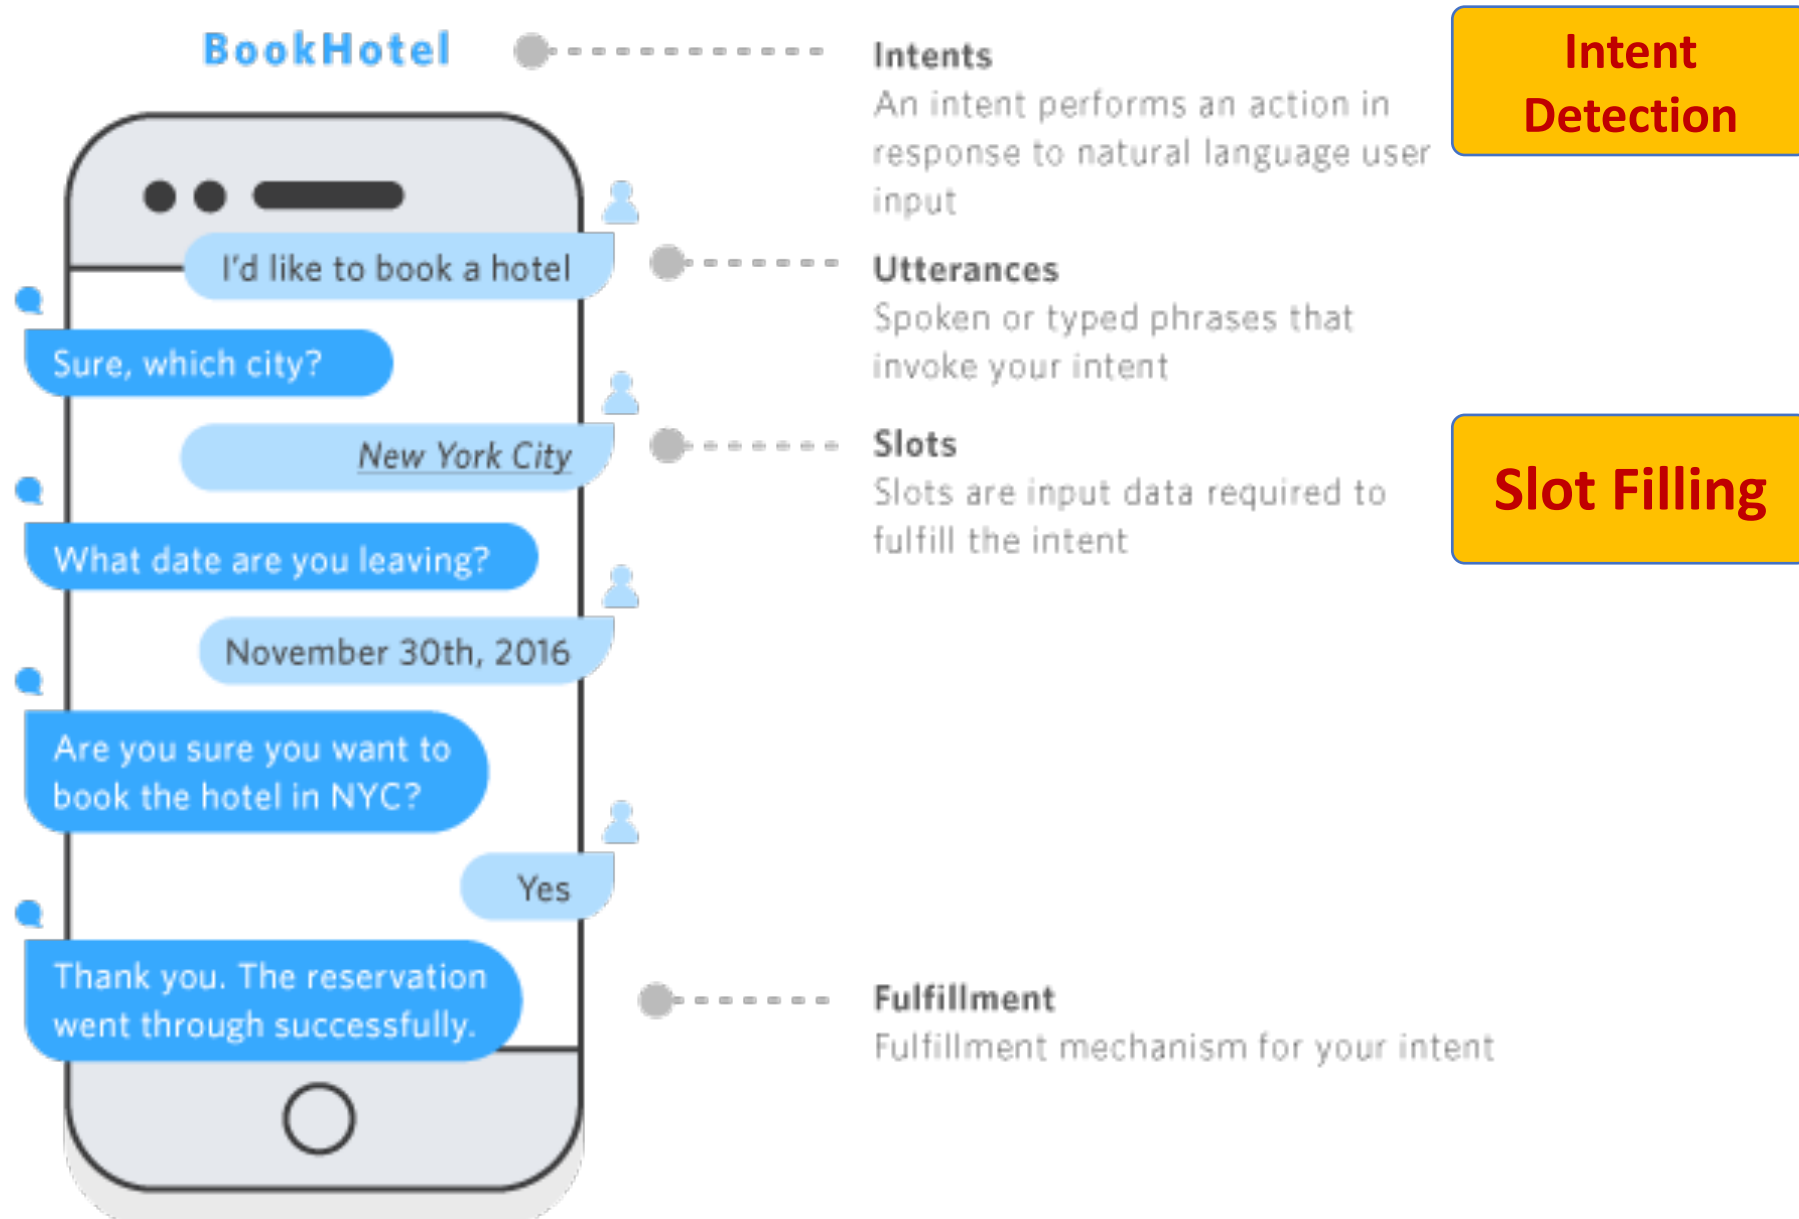 BookHotel
I'd like to book a hotel
Sure, which city?
New York City
What date are you leaving?
November 30th, 2016
Are you sure you want to
book the hotel in NYC?
Yes
Thank you. The reservation
went through successfully.
Intents
An intent performs an action in
response to natural language user
input
Utterances
Spoken or typed phrases that
invoke your intent
Slots
Slots are input data required to
fulfill the intent
Fulfillment
Fulfillment mechanism for your intent
Intent
Detection
Slot Filling